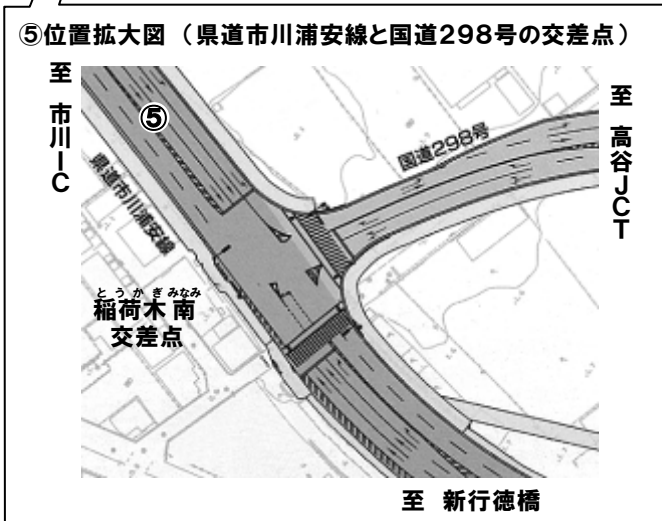 ⑤位置拡大図 （県道市川浦安線と国道298号の交差点）
至 市川IC
⑤
国道298号
至 高谷JCT
県道市川浦安線
とうかぎみなみ
稲荷木南
交差点
至 新行徳橋